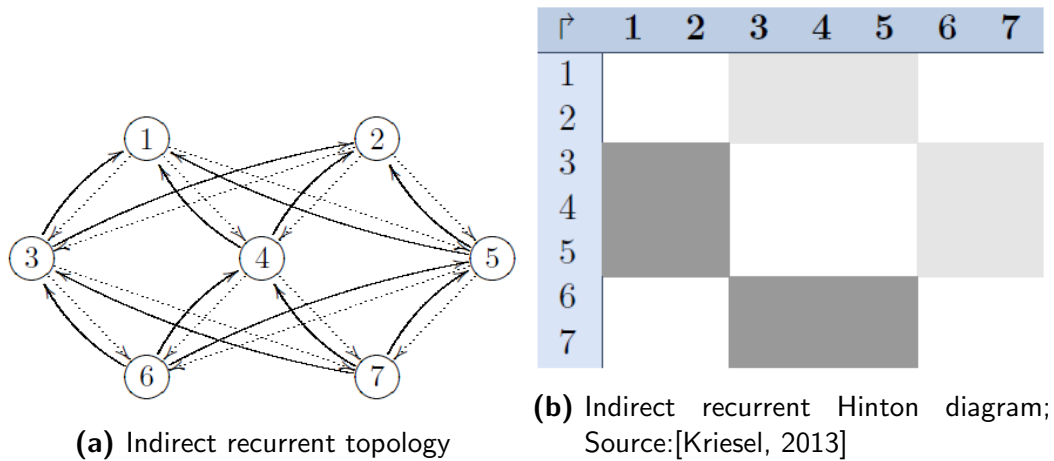 1 2
3 4 5
6 7
(a) Indirect recurrent topology
↱ 1 2 3 4 5 6 7
1
2
3
4
5
6
7
(b) Indirect recurrent Hinton diagram;
Source:[Kriesel, 2013]